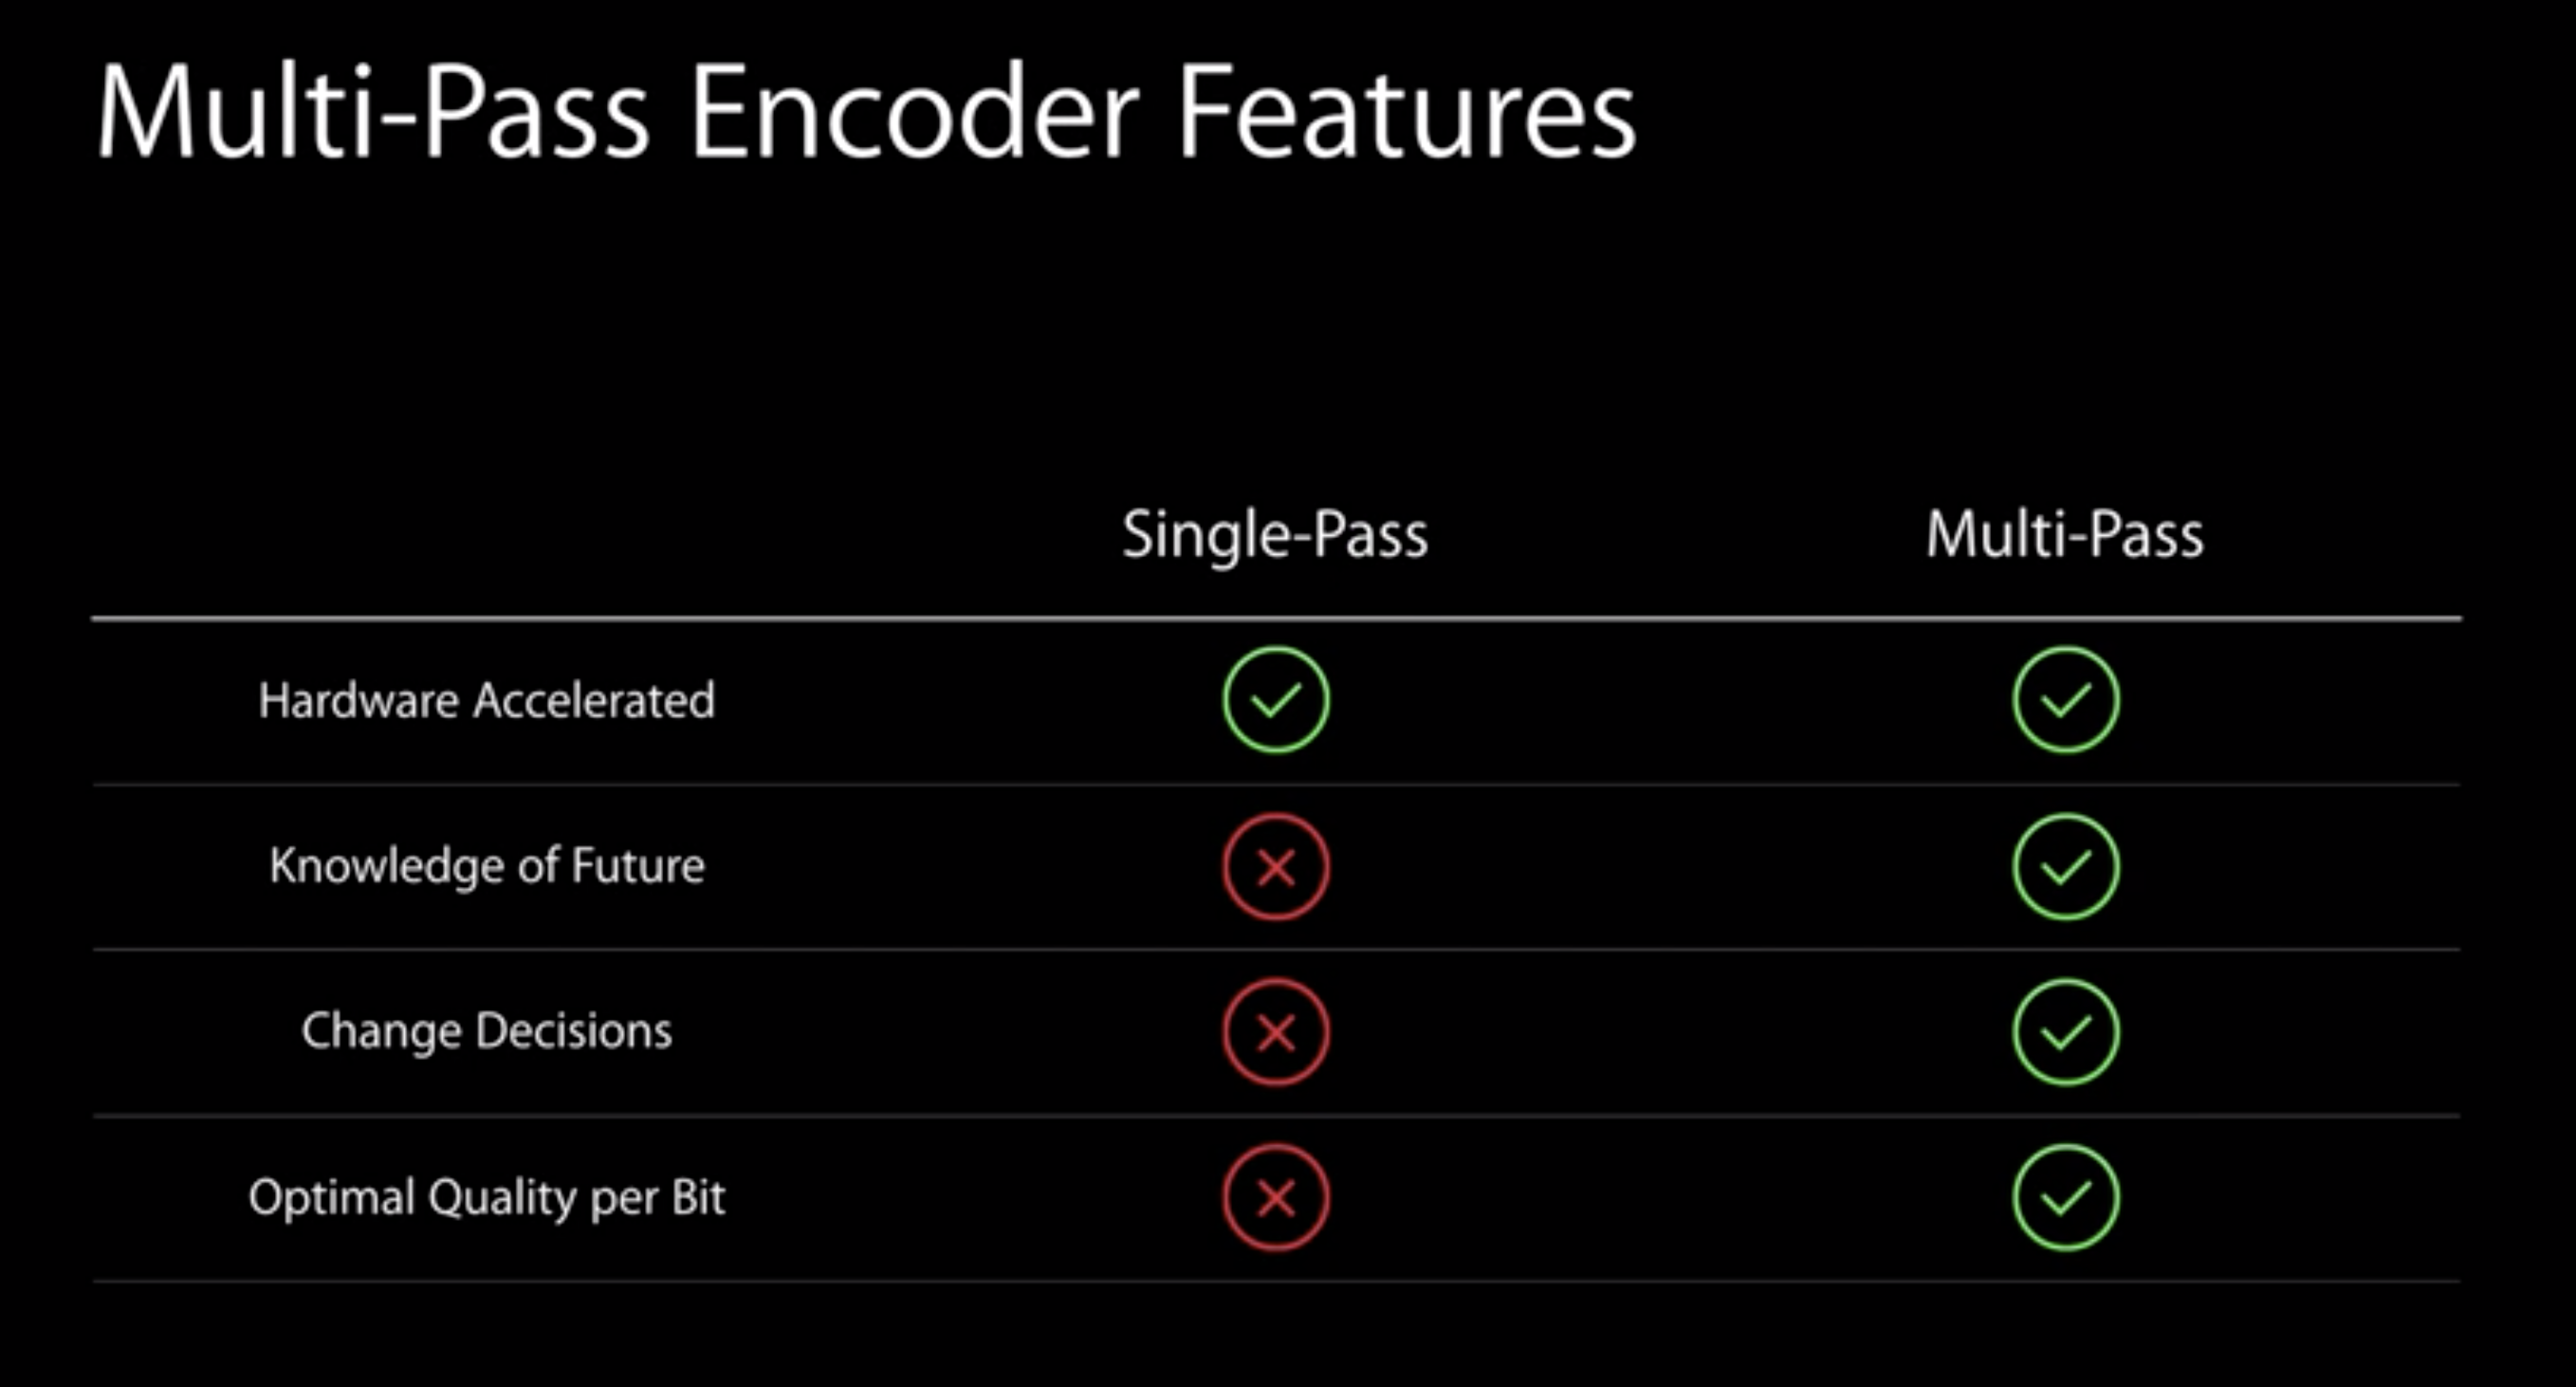 Multi-Pass Encoder Features
Single-Pass Multi-Pass
Hardware Accelerated
Knowledge of Future
Change Decisions
Optimal Quality per Bit